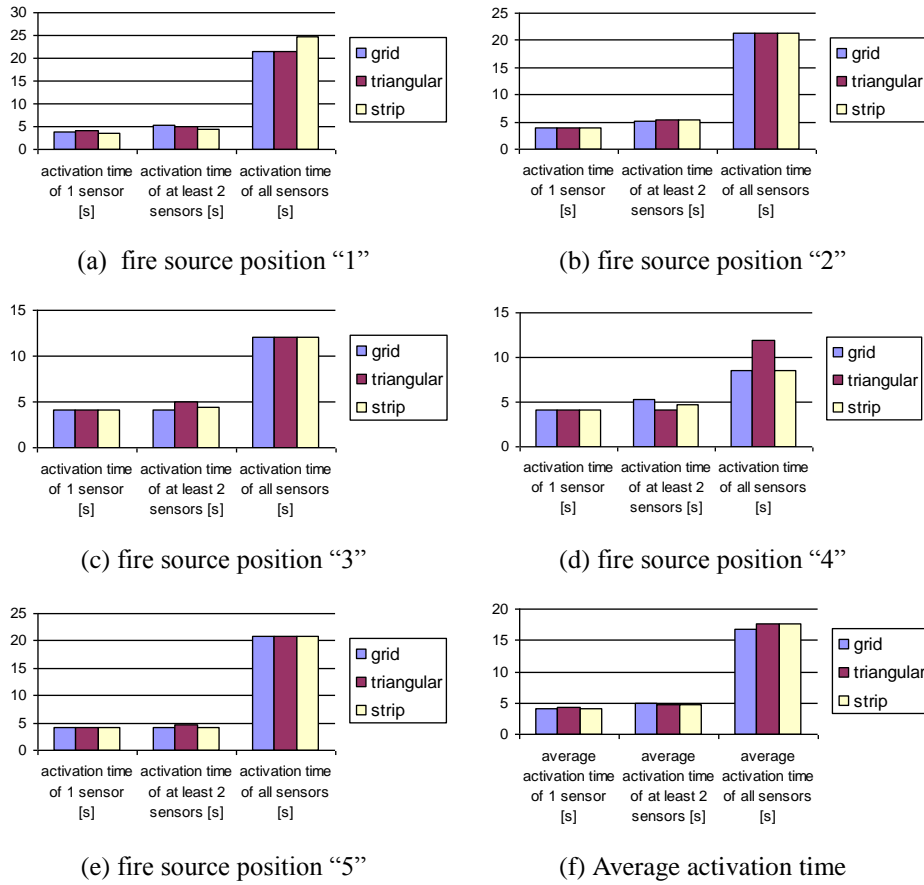 30
25
20
15
10
5
0
activation time of 1 sensor [s]
activation time of at least 2 sensors [s]
activation time of all sensors [s]
grid
triangular
strip
(a) fire source position “1”
25
20
15
10
5
0
activation time of 1 sensor [s]
activation time of at least 2 sensors [s]
activation time of all sensors [s]
grid
triangular
strip
(b) fire source position “2”
15
10
5
0
activation time of 1 sensor [s]
activation time of at least 2 sensors [s]
activation time of all sensors [s]
grid
triangular
strip
(c) fire source position “3”
15
10
5
0
activation time of 1 sensor [s]
activation time of at least 2 sensors [s]
activation time of all sensors [s]
grid
triangular
strip
(d) fire source position “4”
25
20
15
10
5
0
activation time of 1 sensor [s]
activation time of at least 2 sensors [s]
activation time of all sensors [s]
grid
triangular
strip
(e) fire source position “5”
20
15
10
5
0
average activation time of 1 sensor [s]
average activation time of at least 2 sensors [s]
average activation time of all sensors [s]
grid
triangular
strip
(f) Average activation time